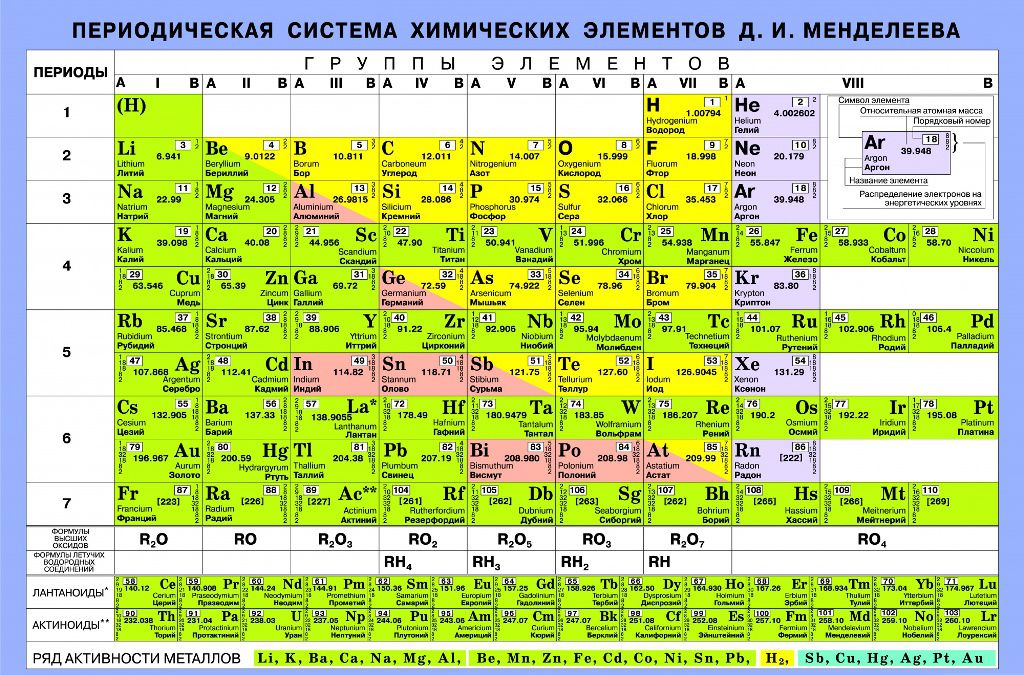 ПЕРИОДИЧЕСКАЯ СИСТЕМА ХИМИЧЕСКИХ ЭЛЕМЕНТОВ Д. И. МЕНДЕЛЕЕВА
ПЕРИОДЫ
ГРУППЫ ЭЛЕМЕНТОВ
A I B A II B A III B A IV B A V B A VI B A VII B A VIII B
1
(H)
H 1 1.00794 Hydrogenium Водород
He 2 4.002602 Helium Гелий
Символ элемента
Относительная атомная масса
Порядковый номер
Ar 18 39.948 Argon Аргон
Название элемента
Распределение электронов на энергетических уровнях
2
Li 3 6.941 Lithium Литий
Be 4 9.0122 Beryllium Бериллий
B 5 10.811 Borum Бор
C 6 12.011 Carboneum Углерод
N 7 14.007 Nitrogenium Азот
O 8 15.999 Oxygenium Кислород
F 9 18.998 Fluorum Фтор
Ne 10 20.179 Neon Неон
3
Na 11 22.99 Natrium Натрий
Mg 12 24.305 Magnesium Магний
Al 13 26.9815 Aluminium Алюминий
Si 14 28.086 Silicium Кремний
P 15 30.974 Phosphorus Фосфор
S 16 32.066 Sulfur Сера
Cl 17 35.453 Chlorum Хлор
Ar 18 39.948 Argon Аргон
4
K 19 39.098 Kalium Калий
Ca 20 40.08 Calcium Кальций
21 Sc 44.956 Scandium Скандий
22 Ti 47.90 Titanium Титан
23 V 50.941 Vanadium Ванадий
24 Cr 51.996 Chromium Хром
25 Mn 54.938 Manganum Марганец
26 Fe 55.847 Ferrum Железо
27 Co 58.933 Cobaltum Кобальт
28 Ni 58.70 Niccolum Никель
29 Cu 63.546 Cuprum Медь
30 Zn 65.39 Zincum Цинк
Ga 31 69.72 Gallium Галлий
Ge 32 72.59 Germanium Германий
As 33 74.922 Arsenicum Мышьяк
Se 34 78.96 Selenium Селен
Br 35 79.904 Bromum Бром
Kr 36 83.80 Krypton Криптон
5
Rb 37 85.468 Rubidium Рубидий
Sr 38 87.62 Strontium Стронций
39 Y 88.906 Yttrium Иттрий
40 Zr 91.22 Zirconium Цирконий
41 Nb 92.906 Niobium Ниобий
42 Mo 95.94 Molybdaenum Молибден
43 Tc 97.91 Technetium Технеций
44 Ru 101.07 Ruthenium Рутений
45 Rh 102.906 Rhodium Родий
46 Pd 106.4 Palladium Палладий
47 Ag 107.868 Argentum Серебро
48 Cd 112.41 Cadmium Кадмий
In 49 114.82 Indium Индий
Sn 50 118.71 Stannum Олово
Sb 51 121.75 Stibium Сурьма
Te 52 127.60 Tellurium Теллур
I 53 126.9045 Iodum Иод
Xe 54 131.29 Xenon Ксенон
6
Cs 55 132.905 Cesium Цезий
Ba 56 137.33 Barium Барий
57 La* 138.9055 Lanthanum Лантан
72 Hf 178.49 Hafnium Гафний
73 Ta 180.9479 Tantalum Тантал
74 W 183.85 Wolframium Вольфрам
75 Re 186.207 Rhenium Рений
76 Os 190.2 Osmium Осмий
77 Ir 192.22 Iridium Иридий
78 Pt 195.08 Platinum Платина
79 Au 196.967 Aurum Золото
80 Hg 200.59 Hydrargyrum Ртуть
Tl 81 204.38 Thallium Таллий
Pb 82 207.19 Plumbum Свинец
Bi 83 208.980 Bismuthum Висмут
Po 84 208.98 Polonium Полоний
At 85 209.99 Astatium Астат
Rn 86 [222] Radon Радон
7
Fr 87 [223] Francium Франций
Ra 88 [226] Radium Радий
89 Ac** [227] Actinium Актиний
104 Rf [261] Rutherfordium Резерфордий
105 Db [262] Dubnium Дубний
106 Sg [263] Seaborgium Сиборгий
107 Bh [262] Bohrium Борий
108 Hs [265] Hassium Хассий
109 Mt [266] Meitnerium Мейтнерий
110 [269]
ФОРМУЛЫ ВЫСШИХ ОКСИДОВ
R₂O RO R₂O₃ RO₂ R₂O₅ RO₃ R₂O₇ RO₄
ФОРМУЛЫ ЛЕТУЧИХ ВОДОРОДНЫХ СОЕДИНЕНИЙ
RH₄ RH₃ RH₂ RH
ЛАНТАНОИДЫ*
58 Ce 140.12 Cerium Церий
59 Pr 140.908 Praseodymium Празеодим
60 Nd 144.24 Neodymium Неодим
61 Pm 144.91 Promethium Прометий
62 Sm 150.36 Samarium Самарий
63 Eu 151.96 Europium Европий
64 Gd 157.25 Gadolinium Гадолиний
65 Tb 158.926 Terbium Тербий
66 Dy 162.50 Dysprosium Диспрозий
67 Ho 164.930 Holmium Гольмий
68 Er 167.26 Erbium Эрбий
69 Tm 168.934 Thulium Тулий
70 Yb 173.04 Ytterbium Иттербий
71 Lu 174.967 Lutetium Лютеций
АКТИНОИДЫ**
90 Th 232.038 Thorium Торий
91 Pa 231.04 Protactinium Протактиний
92 U 238.03 Uranium Уран
93 Np 237.05 Neptunium Нептуний
94 Pu 244.06 Plutonium Плутоний
95 Am 243.06 Americium Америций
96 Cm 247.07 Curium Кюрий
97 Bk 247.07 Berkelium Берклий
98 Cf 251.08 Californium Калифорний
99 Es 252.08 Einsteinium Эйнштейний
100 Fm 257.10 Fermium Фермий
101 Md 258.10 Mendelevium Менделевий
102 No 259.10 Nobelium Нобелий
103 Lr 260.10 Lawrencium Лоуренсий
РЯД АКТИВНОСТИ МЕТАЛЛОВ Li, K, Ba, Ca, Na, Mg, Al, Be, Mn, Zn, Fe, Cd, Co, Ni, Sn, Pb, H₂, Sb, Cu, Hg, Ag, Pt, Au